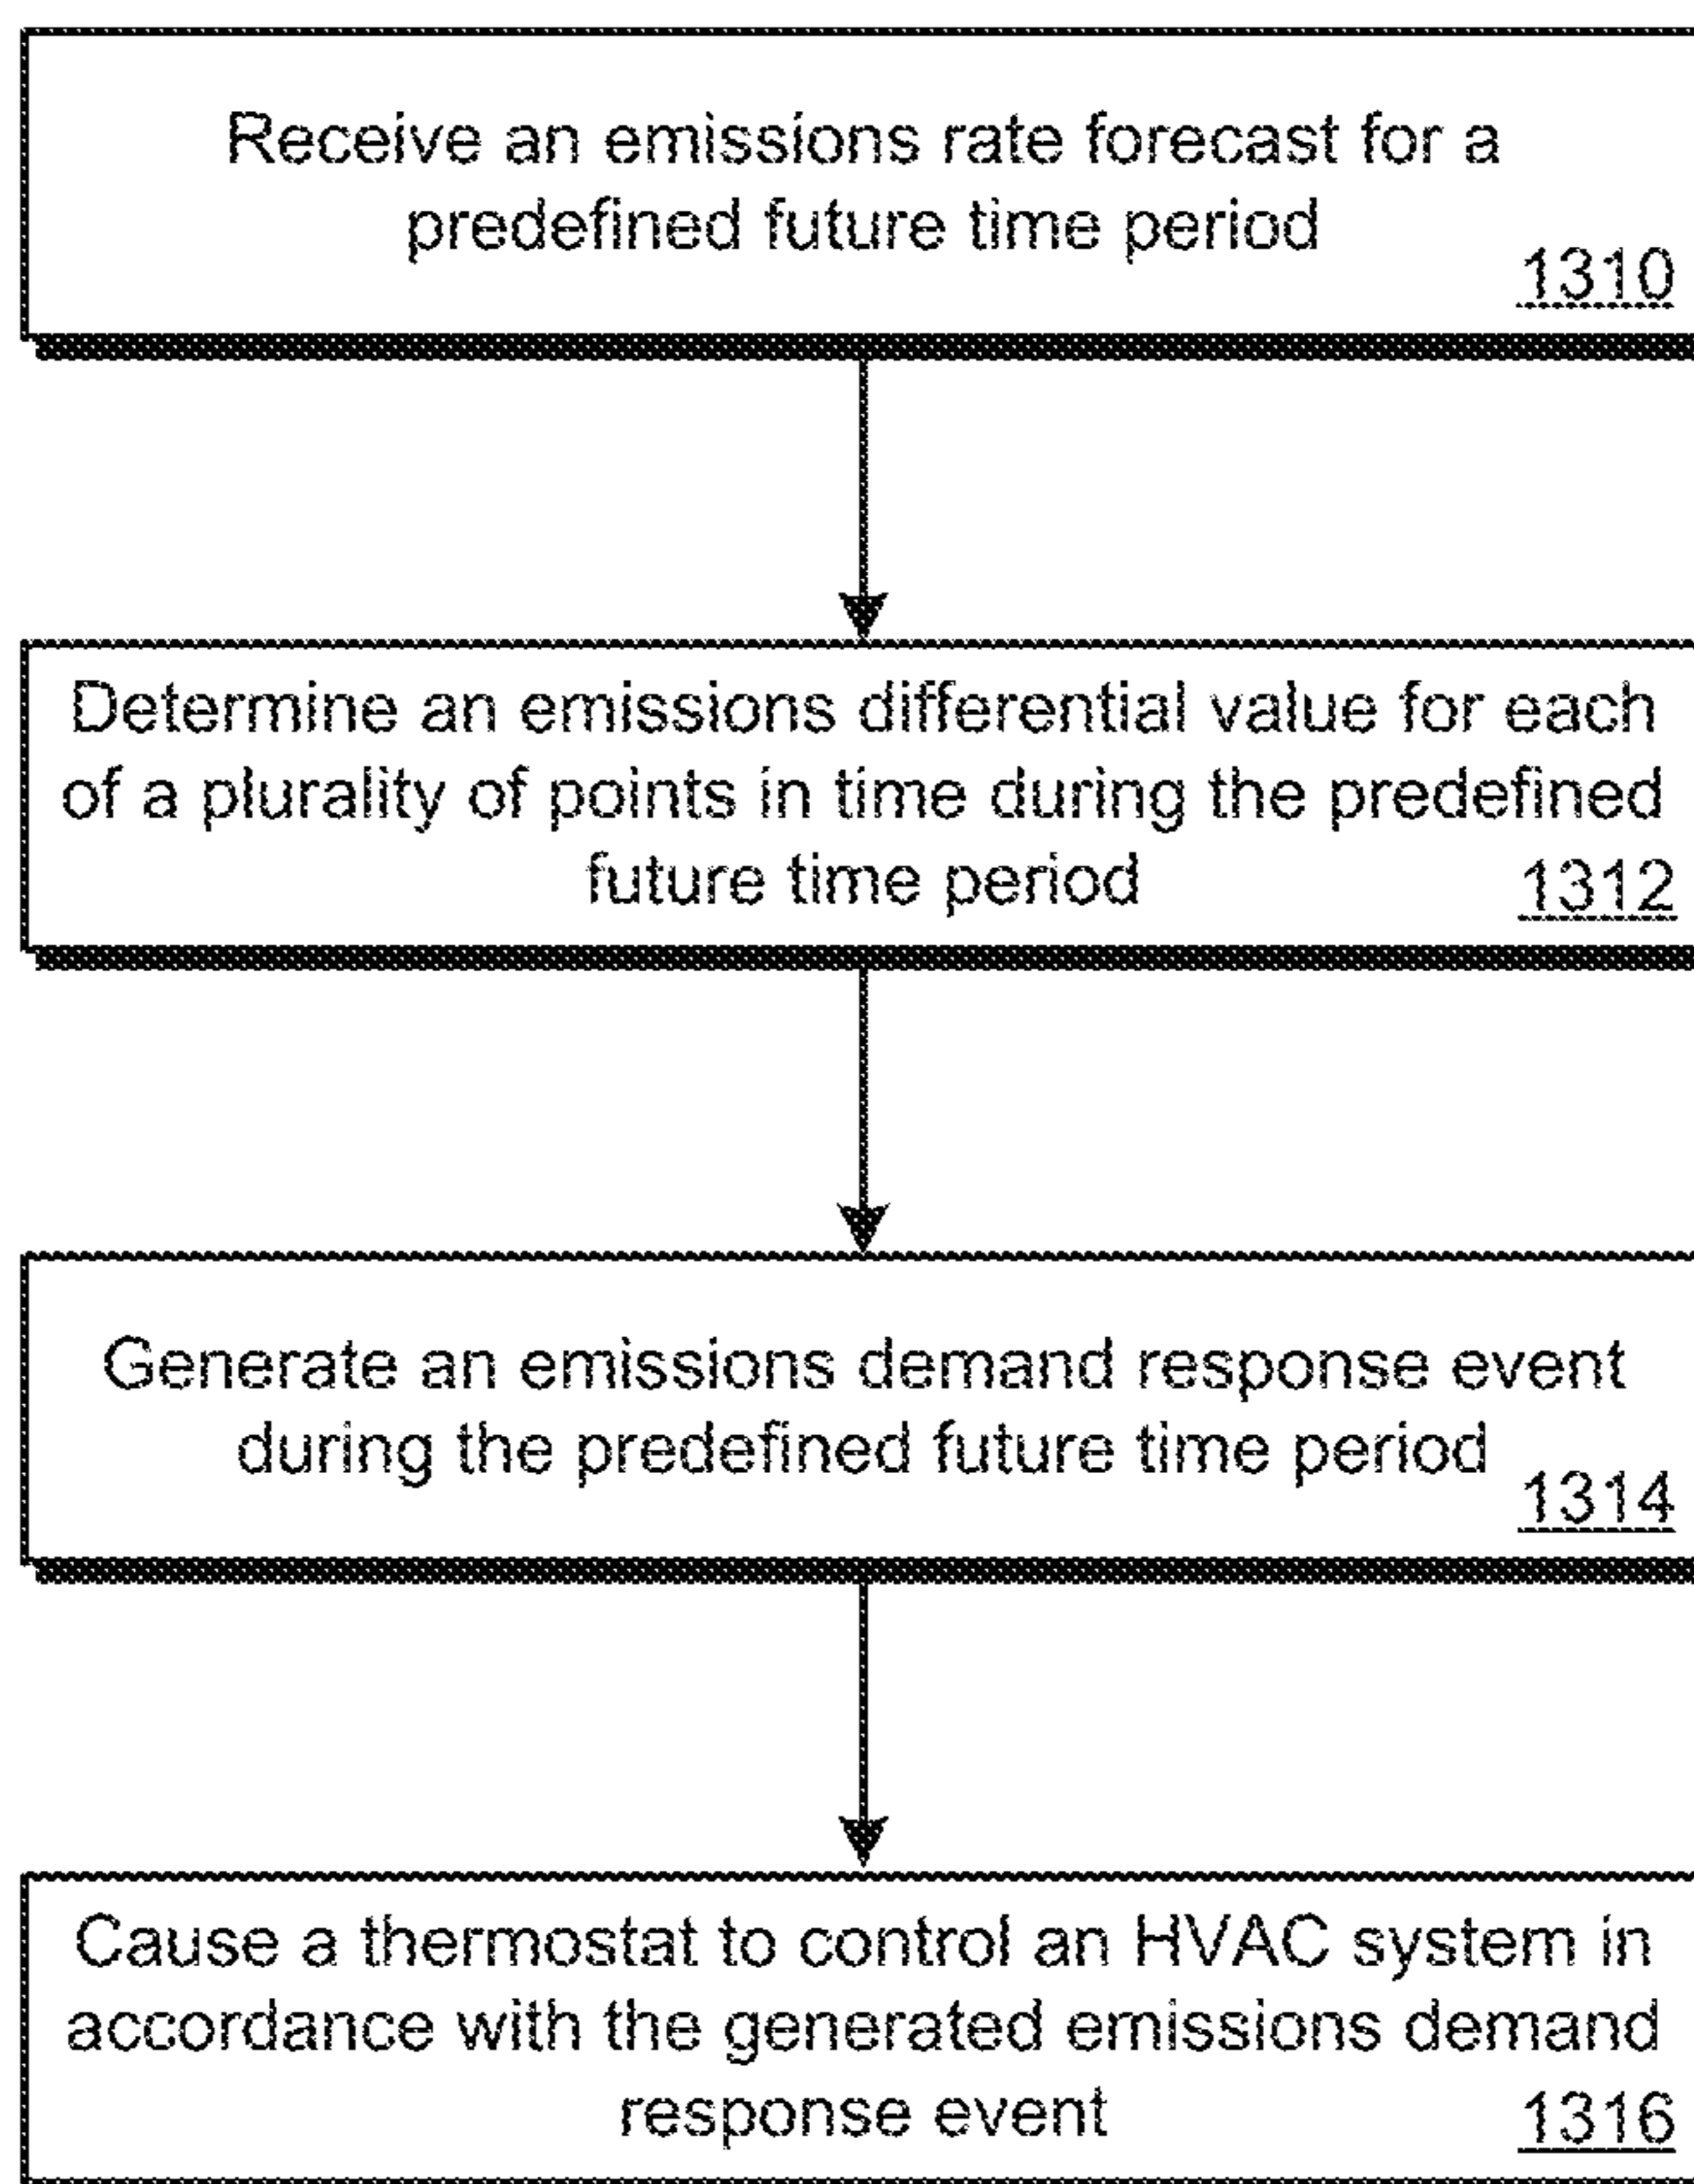 Receive an emissions rate forecast for a
predefined future time period
1310
Determine an emissions differential value for each
of a plurality of points in time during the predefined
future time period
1312
Generate an emissions demand response event
during the predefined future time period
1314
Cause a thermostat to control an HVAC system in
accordance with the generated emissions demand
response event
1316